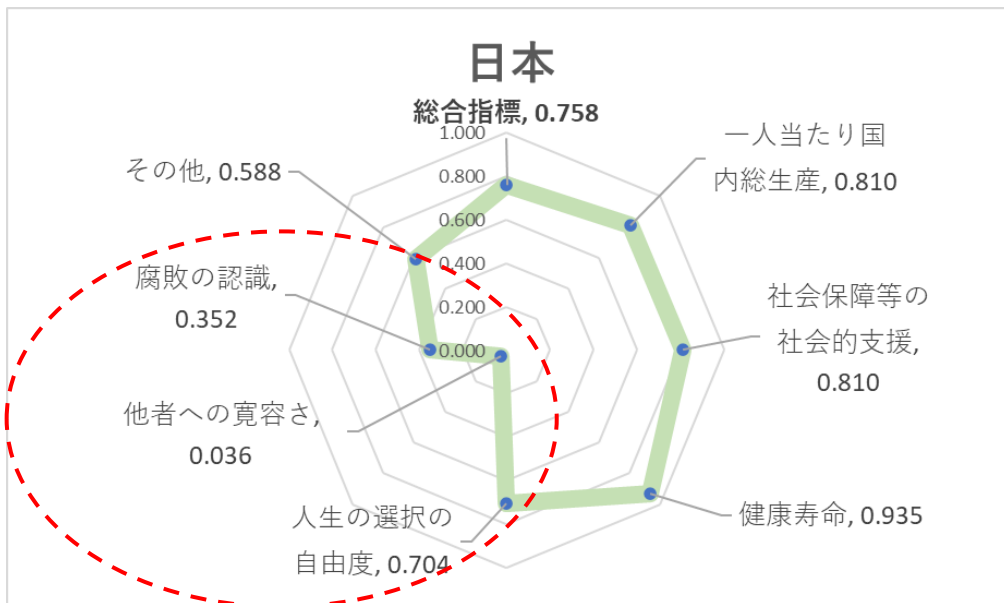 日本
総合指標, 0.758
1.000
0.800
0.600
0.400
0.200
0.000
一人当たり国
内総生産, 0.810
社会保障等の
社会的支援,
0.810
健康寿命, 0.935
人生の選択の
自由度, 0.704
他者への寛容さ,
0.036
腐敗の認識,
0.352
その他, 0.588